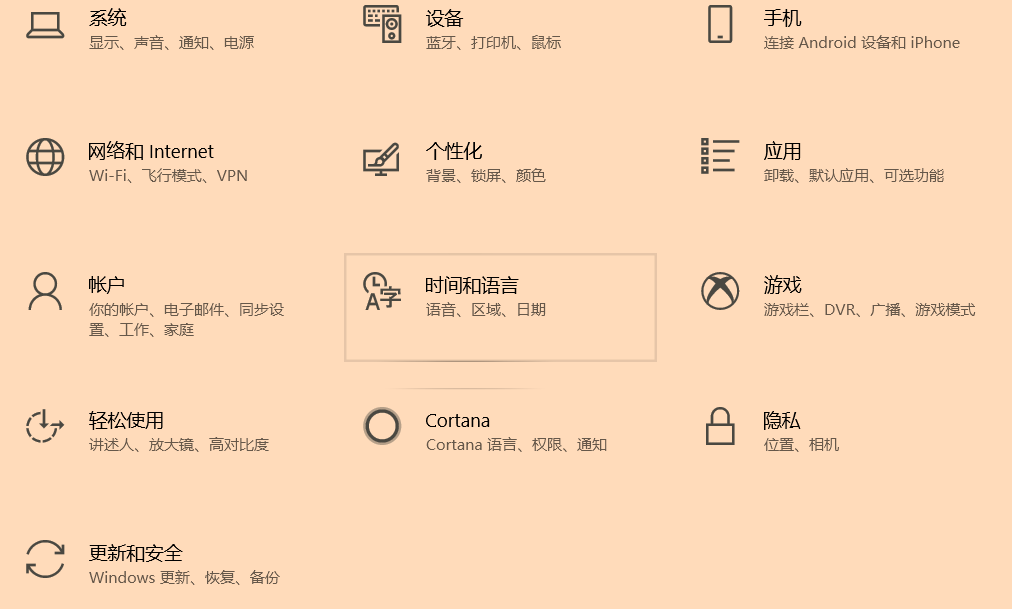 系统
显示、声音、通知、电源
设备
蓝牙、打印机、鼠标
手机
连接 Android 设备和 iPhone
网络和 Internet
Wi-Fi、飞行模式、VPN
个性化
背景、锁屏、颜色
应用
卸载、默认应用、可选功能
帐户
你的帐户、电子邮件、同步设
置、工作、家庭
时间和语言
语音、区域、日期
游戏
游戏栏、DVR、广播、游戏模式
轻松使用
讲述人、放大镜、高对比度
Cortana
Cortana 语言、权限、通知
隐私
位置、相机
更新和安全
Windows 更新、恢复、备份